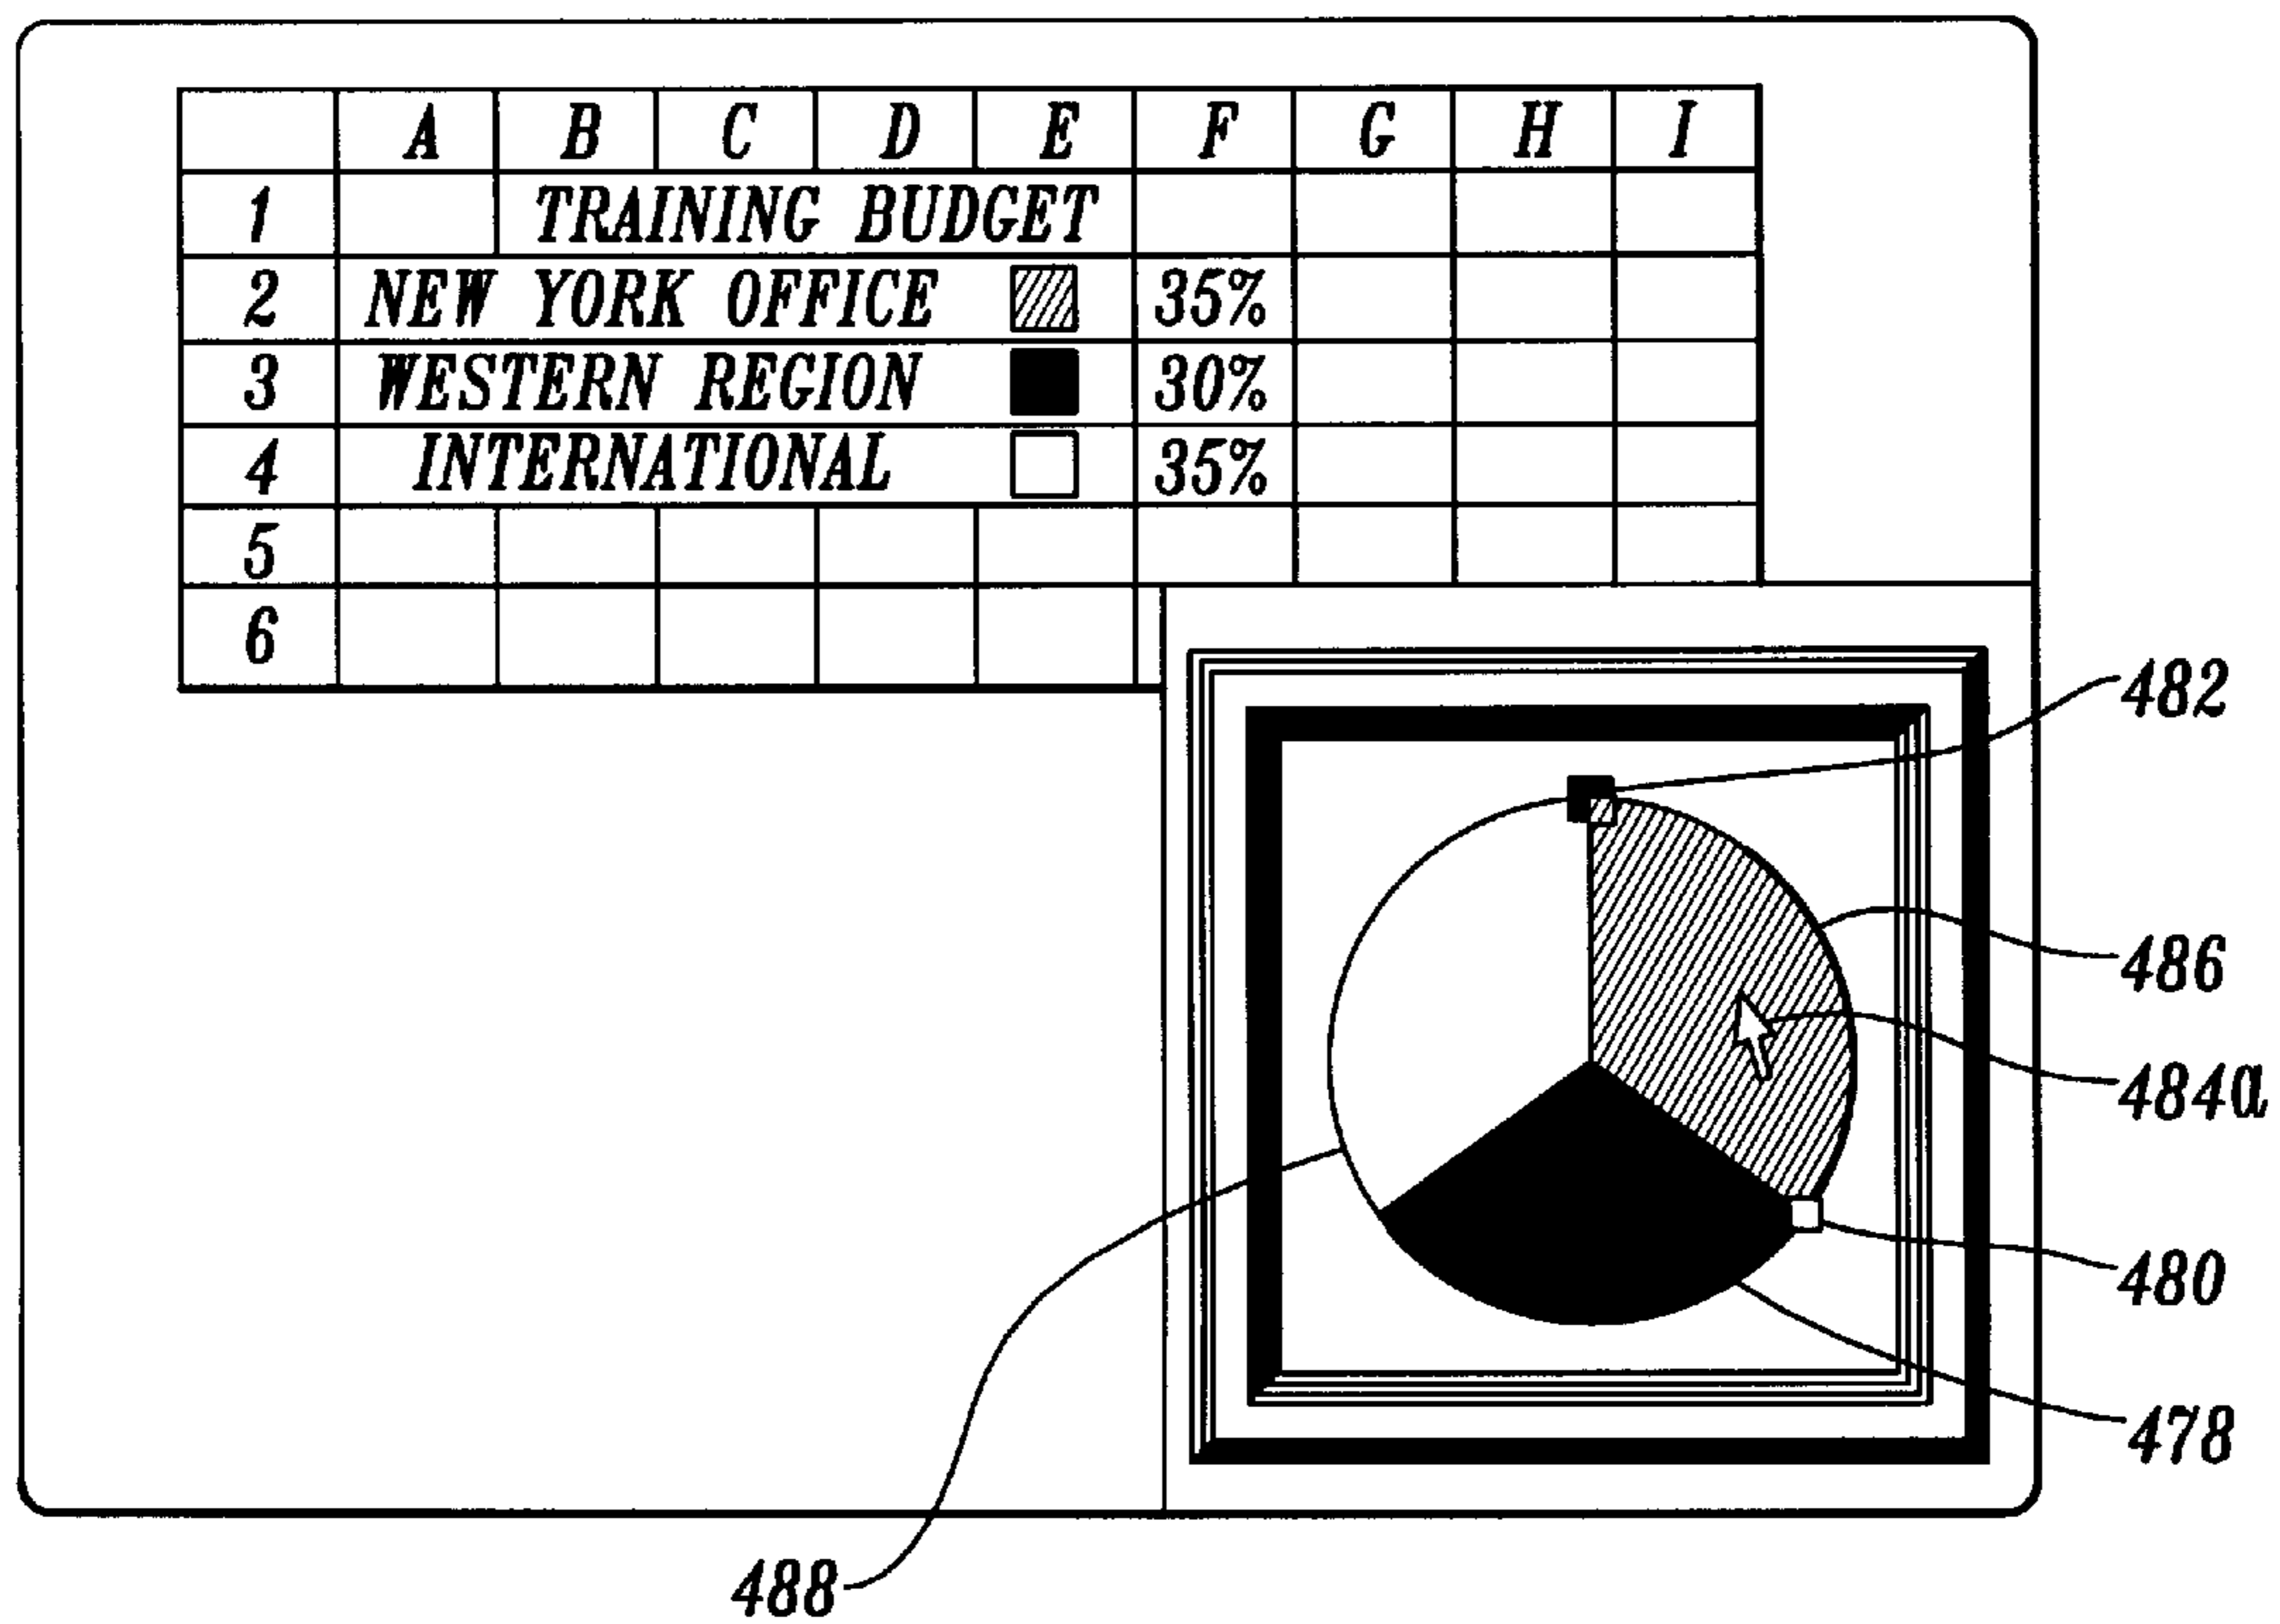 A B C D E F G H I
1 TRAINING BUDGET
2 NEW YORK OFFICE 35%
3 WESTERN REGION 30%
4 INTERNATIONAL 35%
5
6
482
486
484a
480
478
488